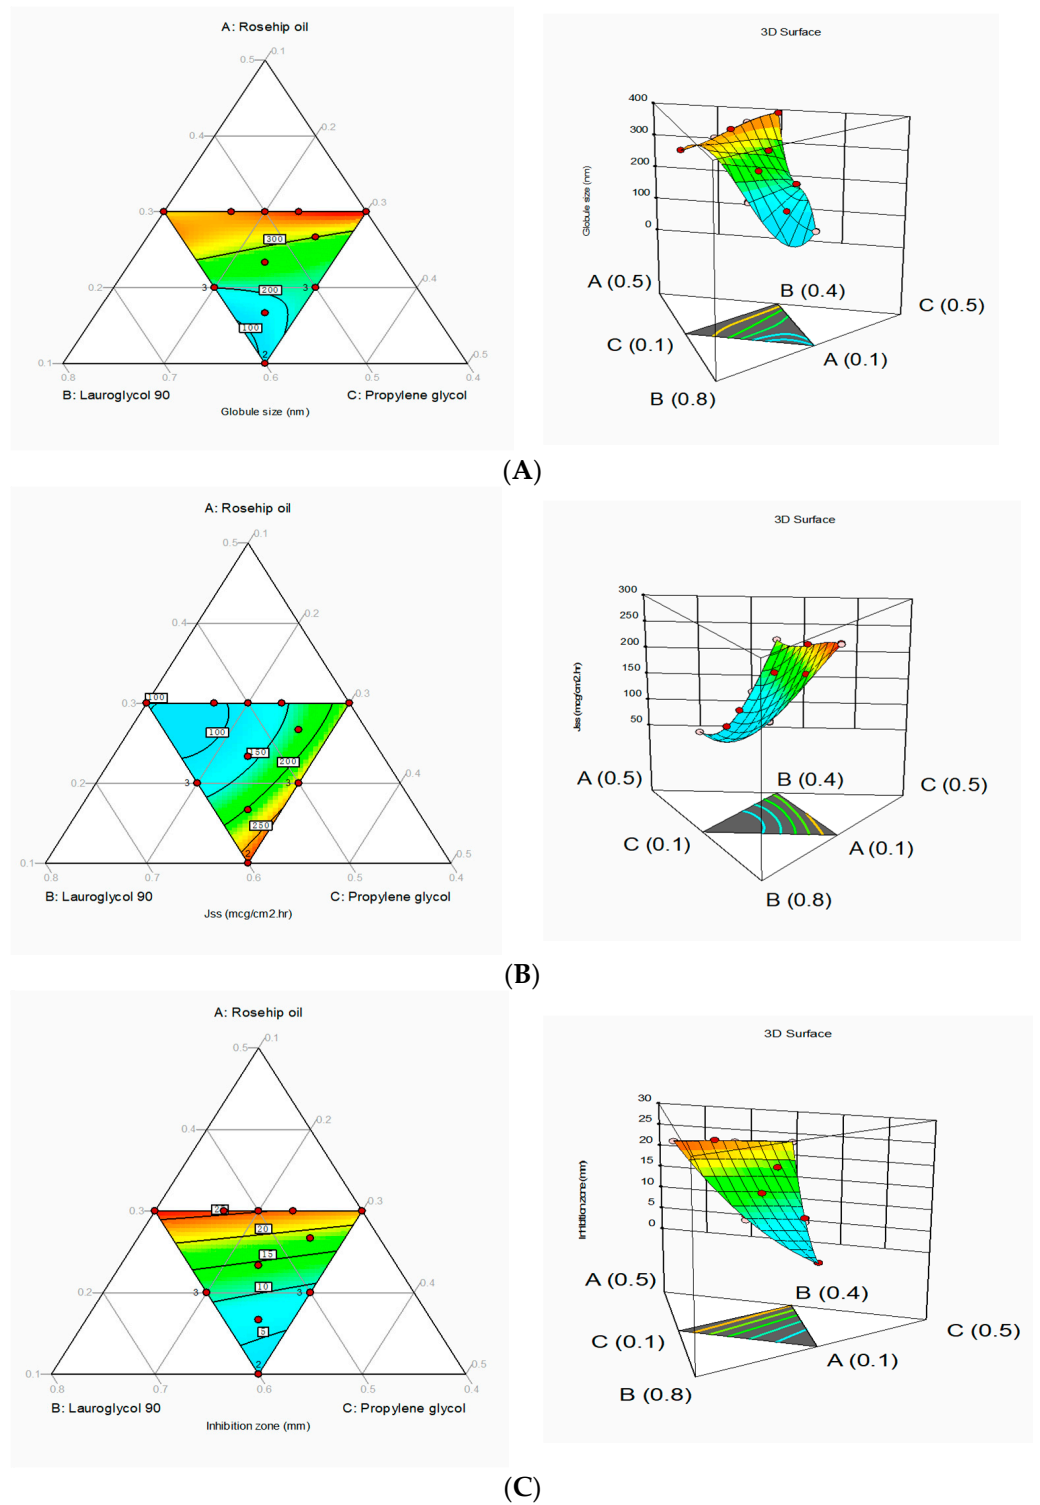 A: Rosehip oil
0.5
0.1
0.4
0.2
0.3
3
3
300
0.2
3
200
3
0.4
100
0.1
2
0.5
0.8
0.7
0.6
0.5
0.4
B: Lauroglycol 90
C: Propylene glycol
Globule size (nm)
3D Surface
400
300
200
100
0
Globule size (nm)
A (0.5)
B (0.4)
C (0.5)
C (0.1)
A (0.1)
B (0.8)
(A)
A: Rosehip oil
0.5
0.1
0.4
0.2
0.3
100
0.3
100
150
200
0.2
3
3
0.4
250
0.1
2
0.5
0.8
0.7
0.6
0.5
0.4
B: Lauroglycol 90
C: Propylene glycol
Jss (mcg/cm2.hr)
3D Surface
300
250
200
150
100
50
Jss (mcg/cm2.hr)
A (0.5)
B (0.4)
C (0.5)
C (0.1)
A (0.1)
B (0.8)
(B)
A: Rosehip oil
0.5
0.1
0.4
0.2
0.3
0.3
20
15
10
0.2
3
3
0.4
5
0.1
2
0.5
0.8
0.7
0.6
0.5
0.4
B: Lauroglycol 90
C: Propylene glycol
Inhibition zone (mm)
3D Surface
30
25
20
15
10
5
0
Inhibition zone (mm)
A (0.5)
B (0.4)
C (0.5)
C (0.1)
A (0.1)
B (0.8)
(C)